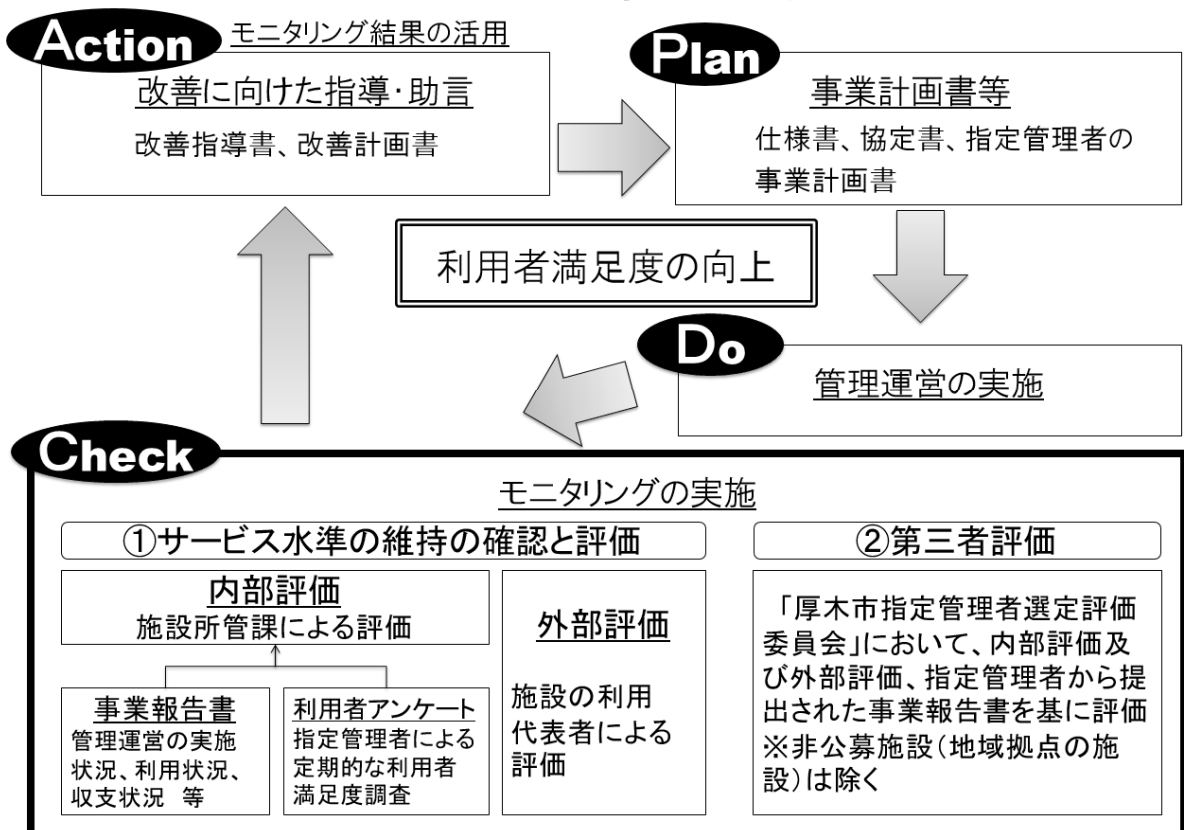 Action
モニタリング結果の活用
改善に向けた指導・助言
改善指導書、改善計画書
Plan
事業計画書等
仕様書、協定書、指定管理者の
事業計画書
利用者満足度の向上
Do
管理運営の実施
Check
モニタリングの実施
①サービス水準の維持の確認と評価
内部評価
施設所管課による評価
事業報告書
管理運営の実施
状況、利用状況、
収支状況 等
利用者アンケート
指定管理者による
定期的な利用者
満足度調査
外部評価
施設の利用
代表者による
評価
②第三者評価
「厚木市指定管理者選定評価
委員会」において、内部評価及
び外部評価、指定管理者から提
出された事業報告書を基に評価
※非公募施設(地域拠点の施
設)は除く